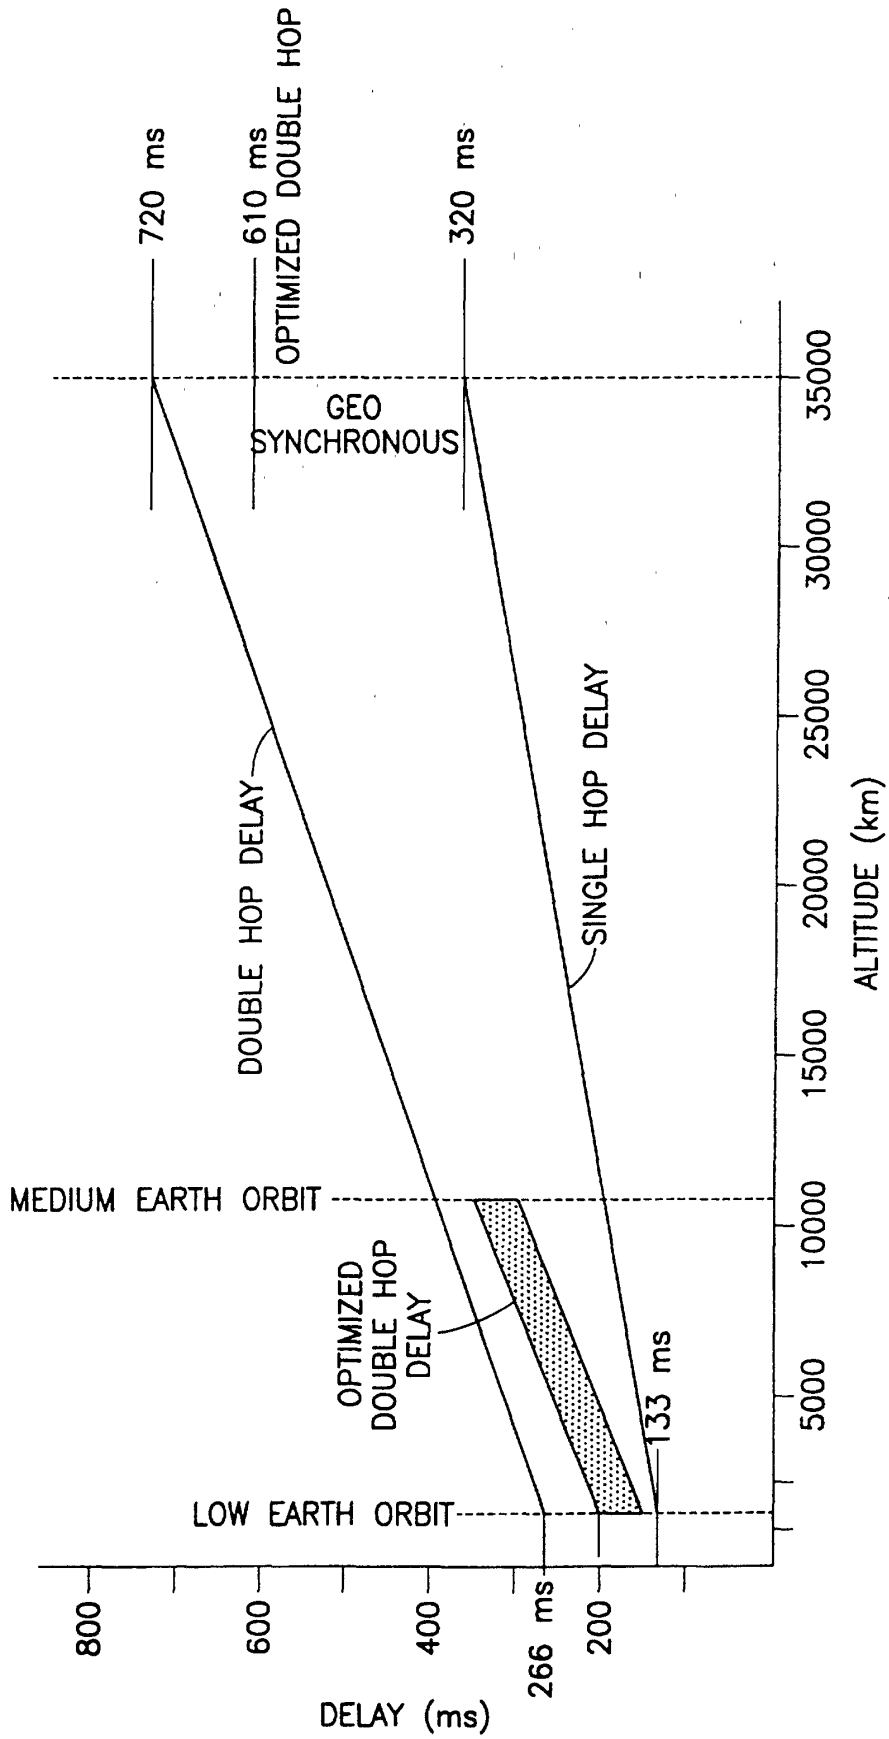 720 ms
610 ms
OPTIMIZED DOUBLE HOP
320 ms
GEO
SYNCHRONOUS
DOUBLE HOP DELAY
SINGLE HOP DELAY
MEDIUM EARTH ORBIT
OPTIMIZED
DOUBLE HOP
DELAY
LOW EARTH ORBIT
133 ms
266 ms
800
600
400
200
DELAY (ms)
5000
10000
15000
20000
25000
30000
35000
ALTITUDE (km)